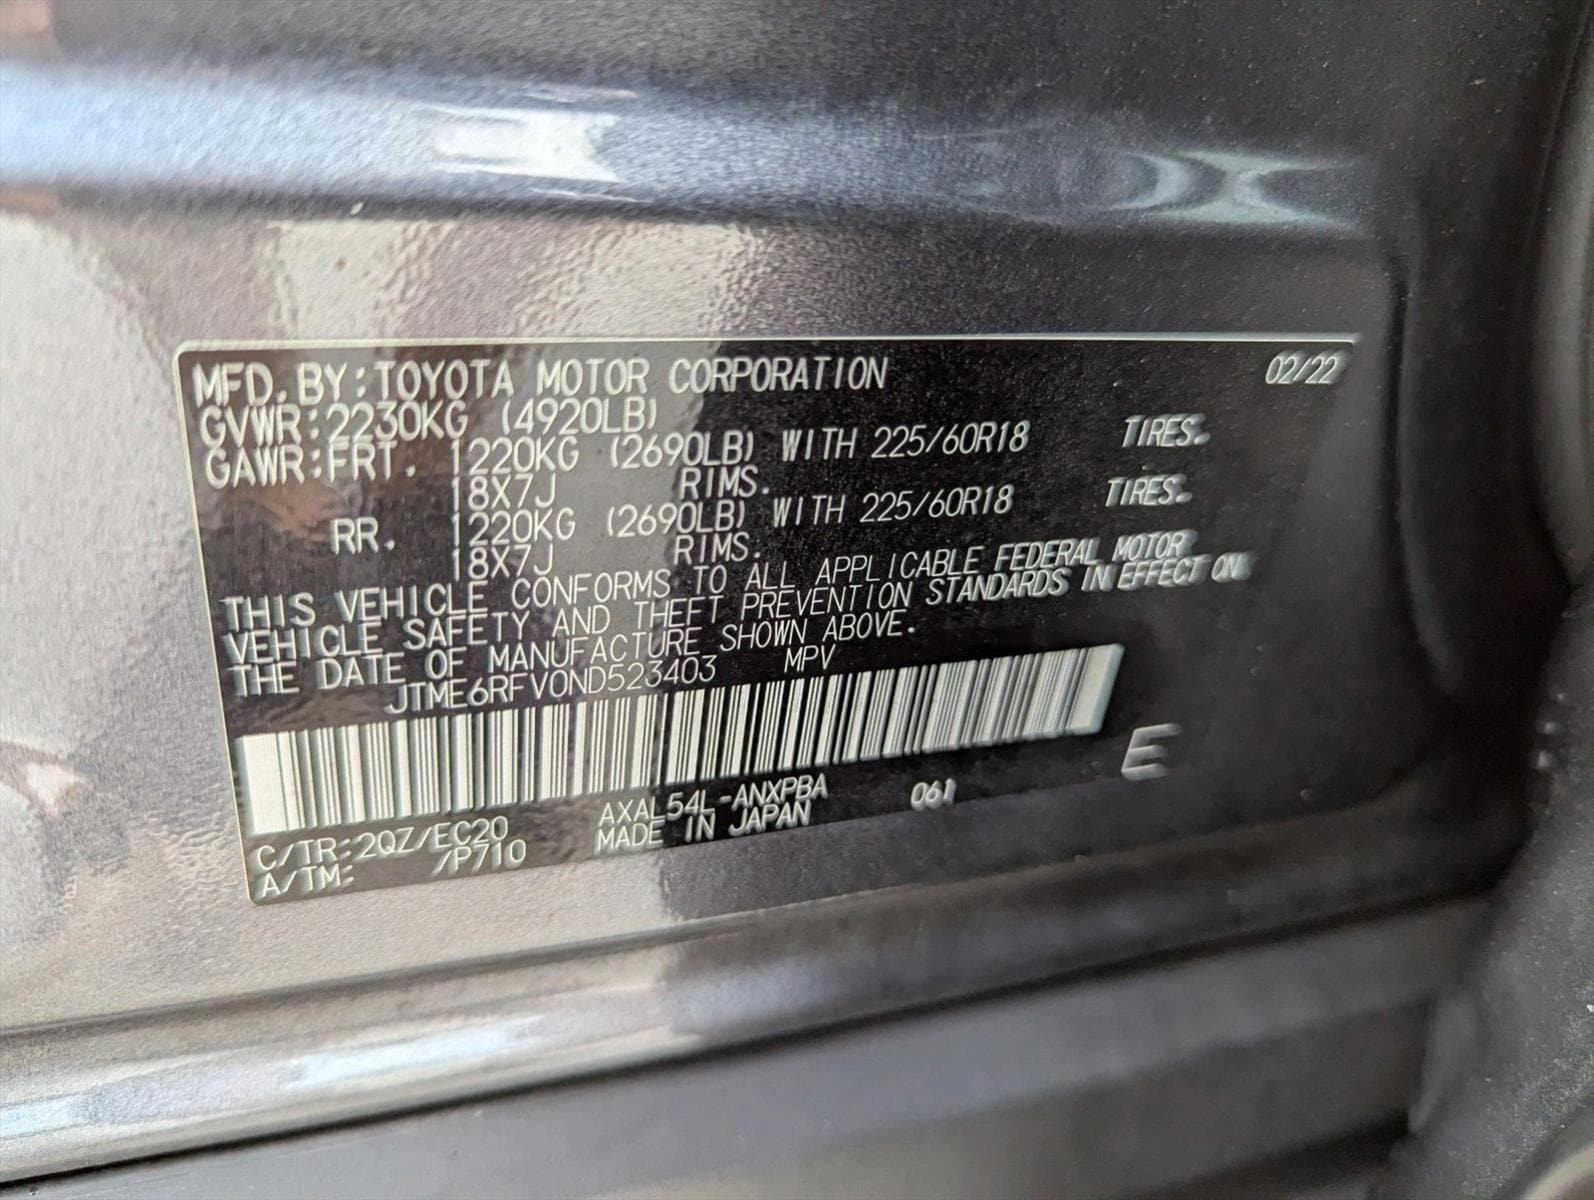 MFD. BY: TOYOTA MOTOR CORPORATION 02/22
GVWR: 2230KG (4920LB)
GAWR: FRT. 1220KG (2690LB) WITH 225/60R18 TIRES.
18X7J RIMS.
RR. 1220KG (2690LB) WITH 225/60R18 TIRES.
18X7J RIMS.
THIS VEHICLE CONFORMS TO ALL APPLICABLE FEDERAL MOTOR
VEHICLE SAFETY AND THEFT PREVENTION STANDARDS IN EFFECT ON
THE DATE OF MANUFACTURE SHOWN ABOVE.
JTME6RFV0ND523403 MPV
E
AXAL54L-ANXPBA 061
C/TR: 2QZ/EC20 MADE IN JAPAN
A/TM: /P710